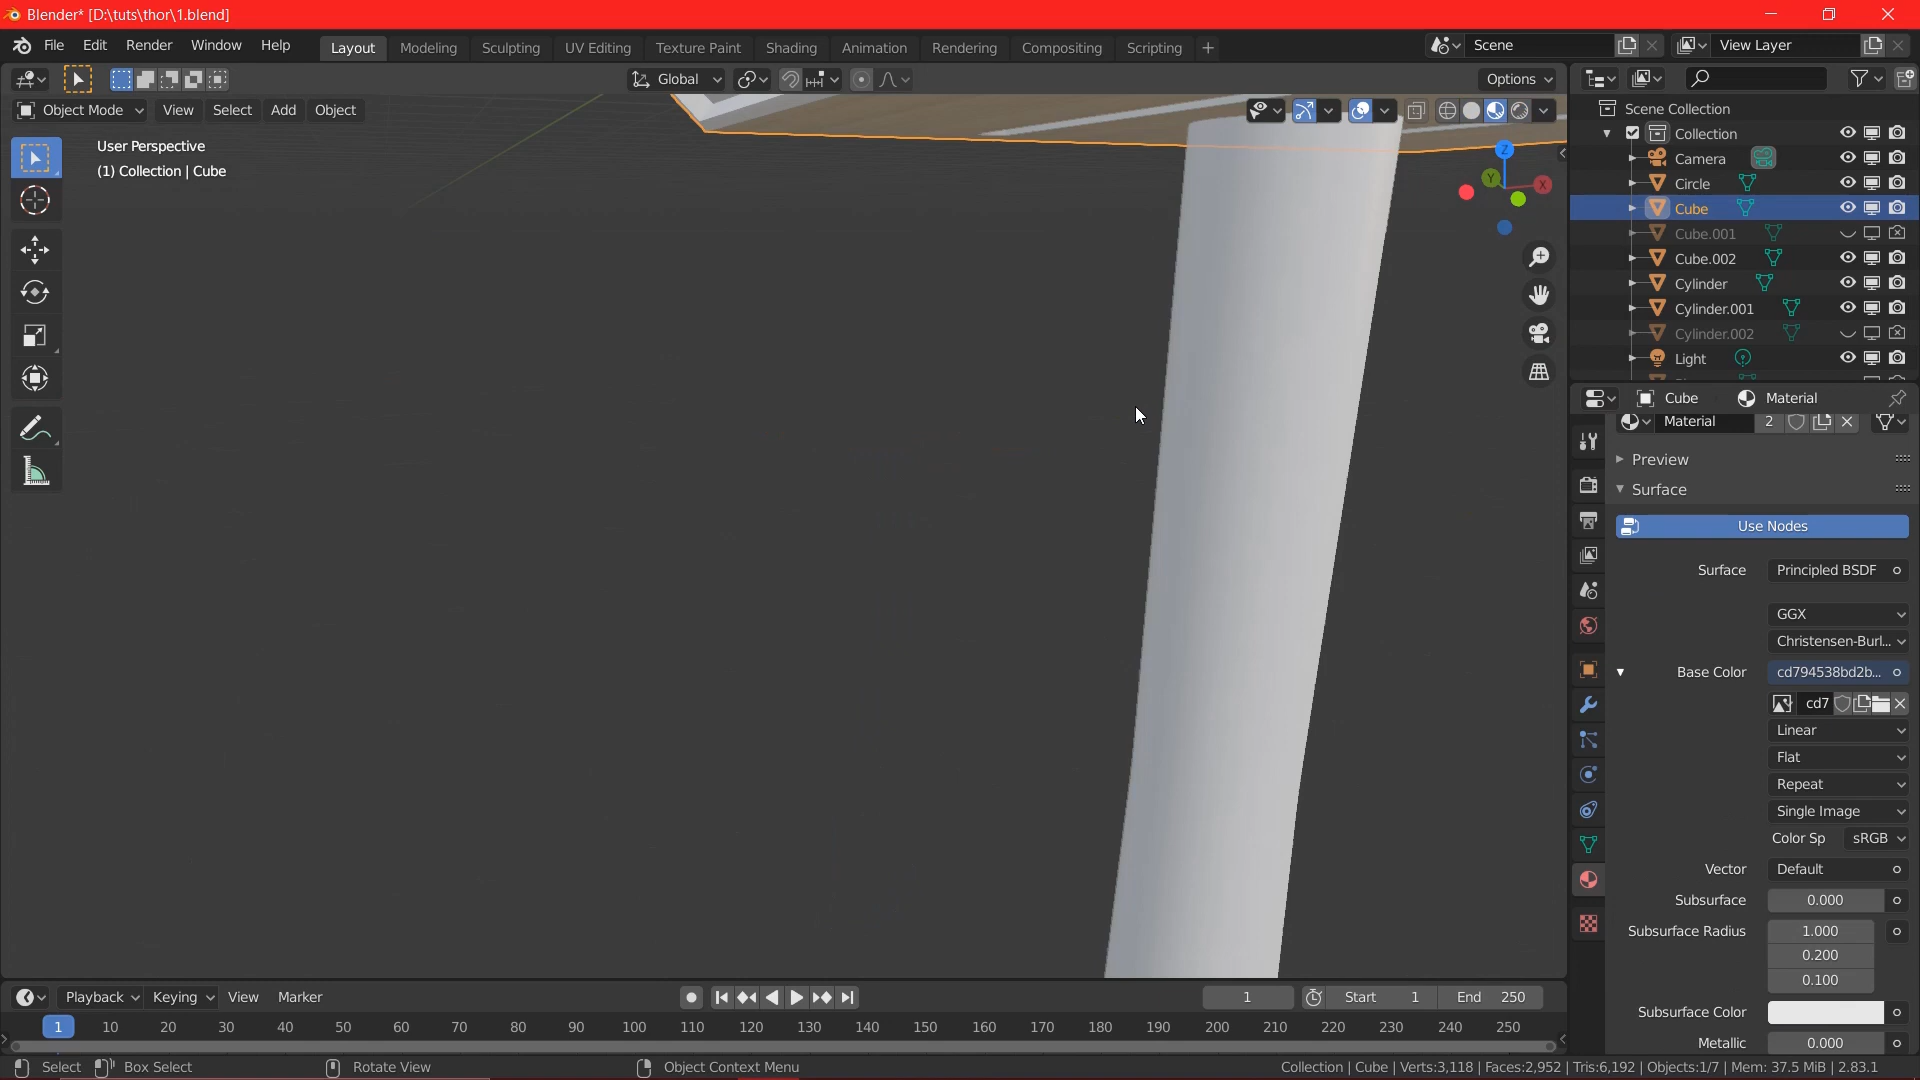 Blender* [D:\tuts\thor\1.blend]
File Edit Render Window Help Layout Modeling Sculpting UV Editing Texture Paint Shading Animation Rendering Compositing Scripting + Scene View Layer
Global Options
Object Mode View Select Add Object
User Perspective
(1) Collection | Cube
Z
Y
X
Scene Collection
Collection
Camera
Circle
Cube
Cube.001
Cube.002
Cylinder
Cylinder.001
Cylinder.002
Light
Cube Material
Material 2
Preview
Surface
Use Nodes
Surface Principled BSDF
GGX
Christensen-Burl...
Base Color cd794538bd2b...
cd7
Linear
Flat
Repeat
Single Image
Color Sp sRGB
Vector Default
Subsurface 0.000
Subsurface Radius 1.000
0.200
0.100
Subsurface Color
Metallic 0.000
Playback Keying View Marker 1 Start 1 End 250
1 10 20 30 40 50 60 70 80 90 100 110 120 130 140 150 160 170 180 190 200 210 220 230 240 250
Select Box Select Rotate View Object Context Menu Collection | Cube | Verts:3,118 | Faces:2,952 | Tris:6,192 | Objects:1/7 | Mem: 37.5 MiB | 2.83.1